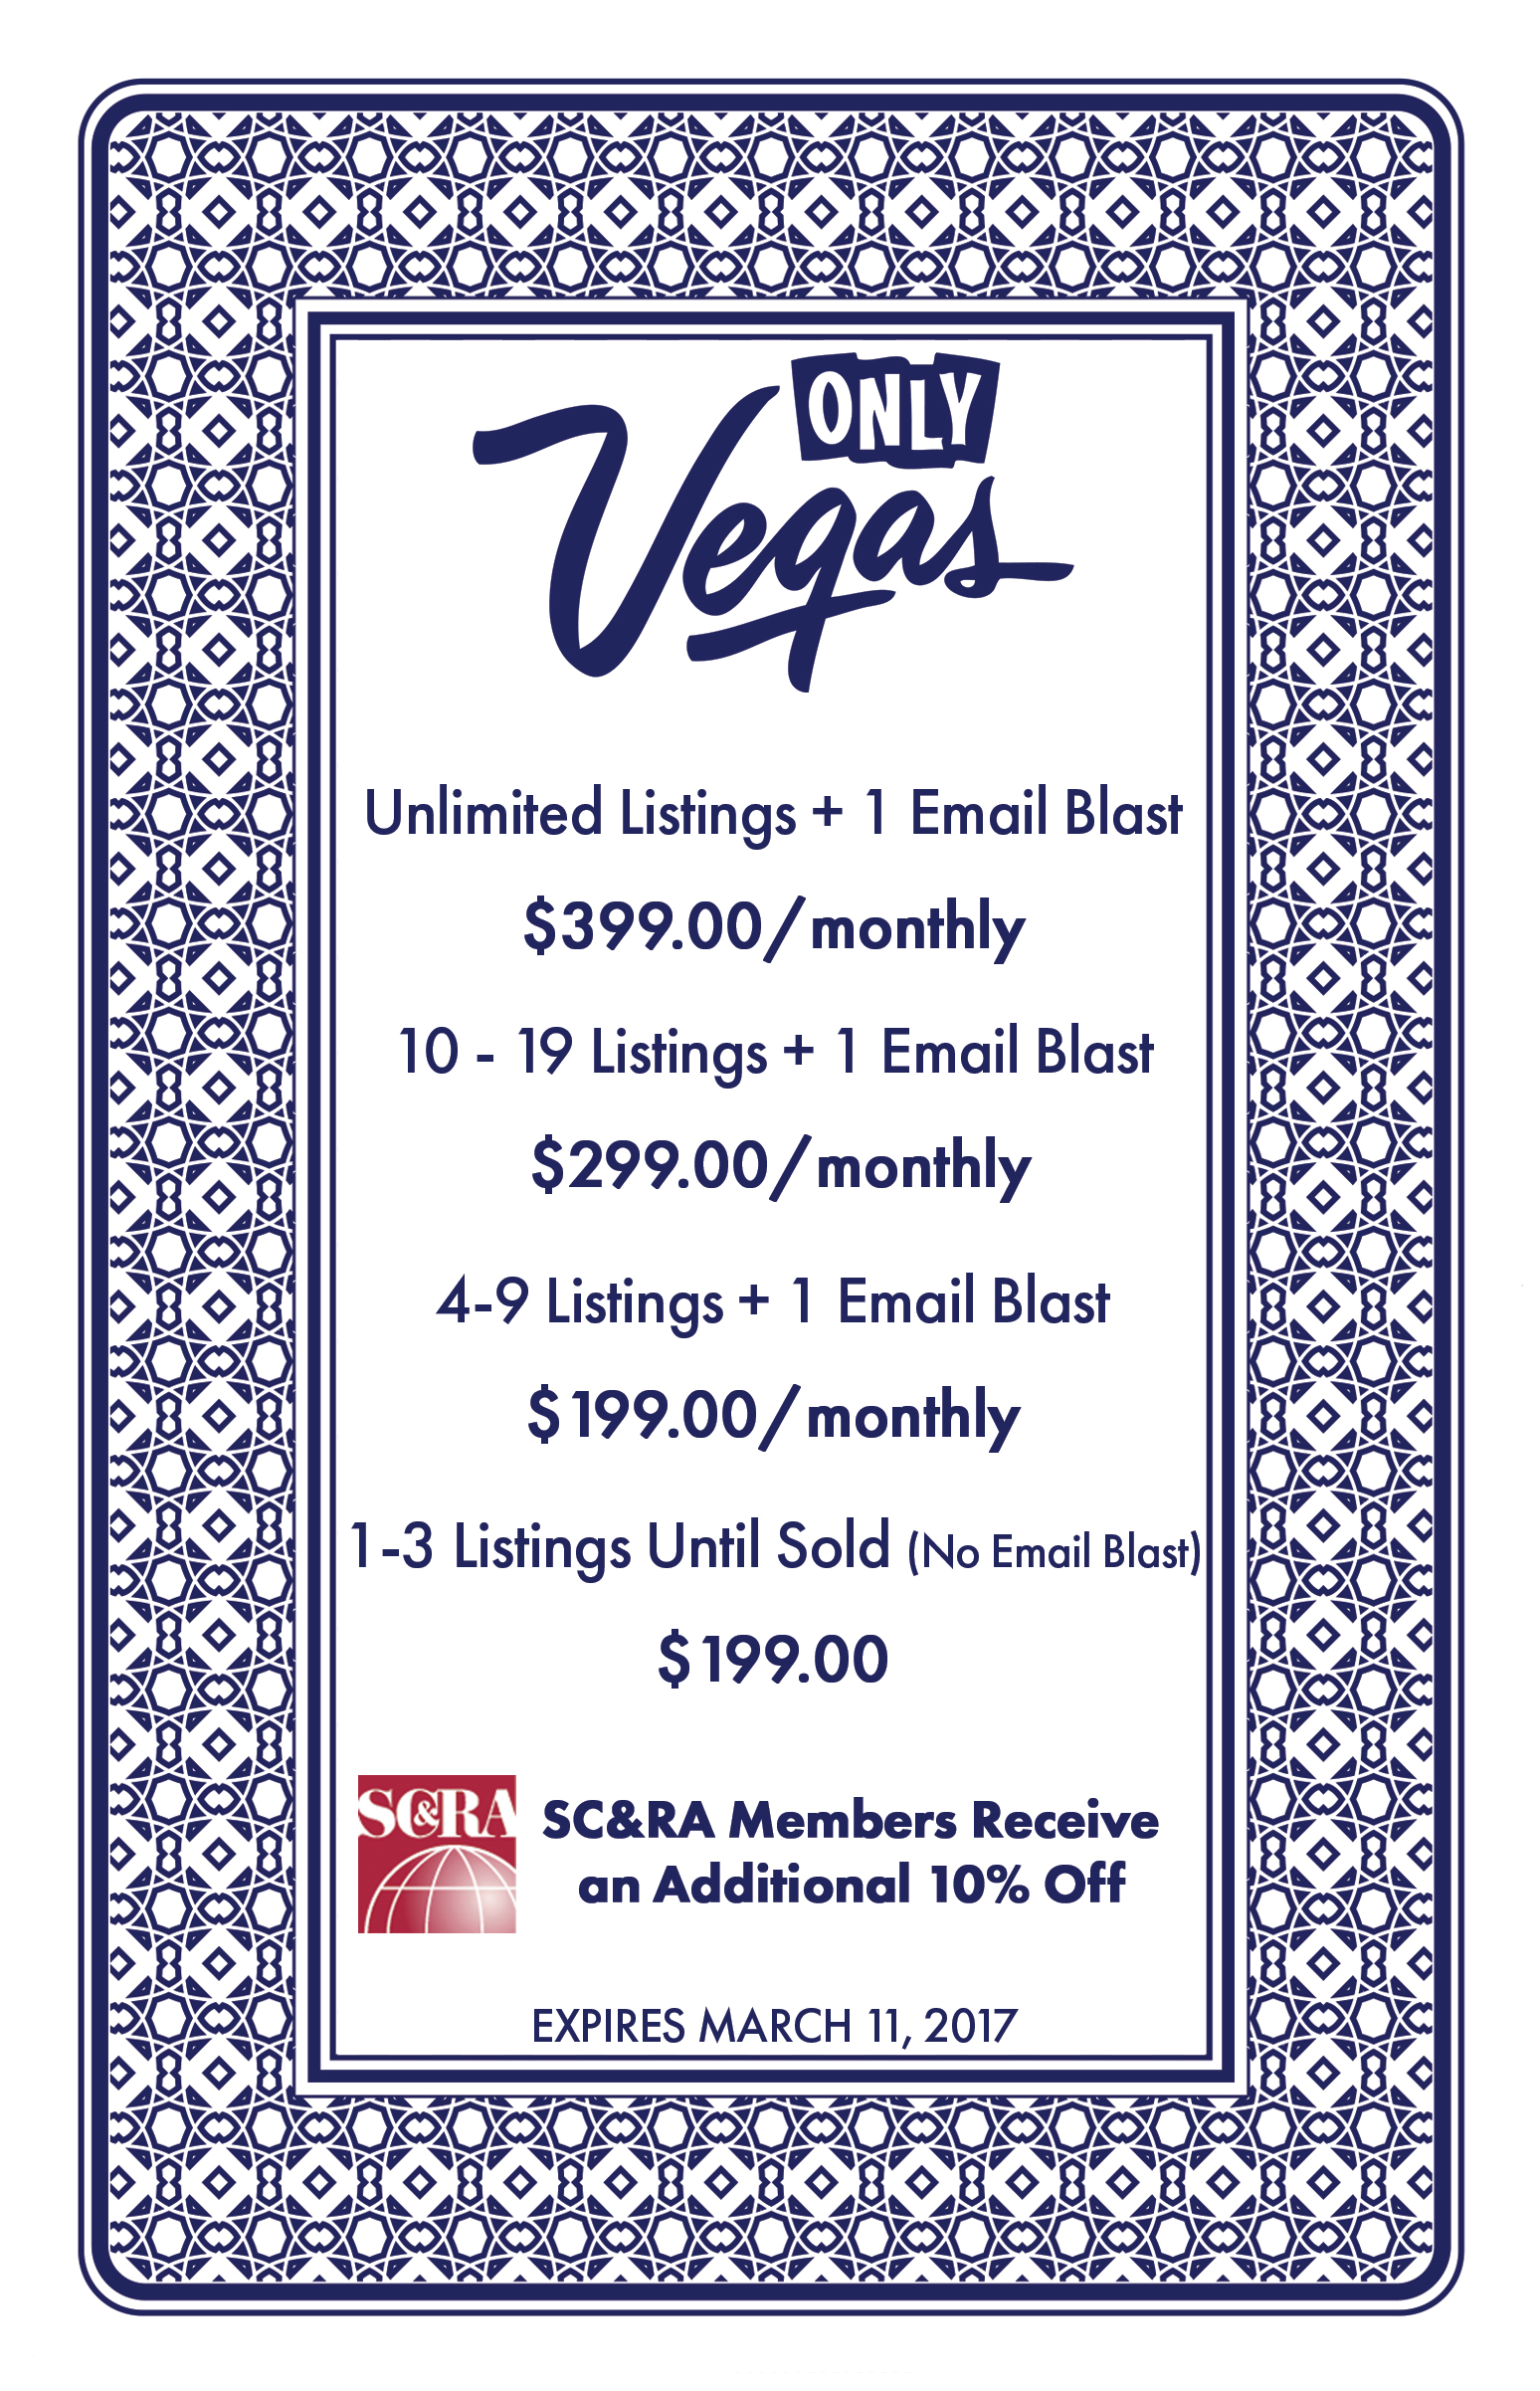 ONLY
Vegas
Unlimited Listings + 1 Email Blast
$399.00/monthly
10 - 19 Listings + 1 Email Blast
$299.00/monthly
4-9 Listings + 1 Email Blast
$199.00/monthly
1-3 Listings Until Sold (No Email Blast)
$199.00
SC&RA
SC&RA Members Receive
an Additional 10% Off
EXPIRES MARCH 11, 2017